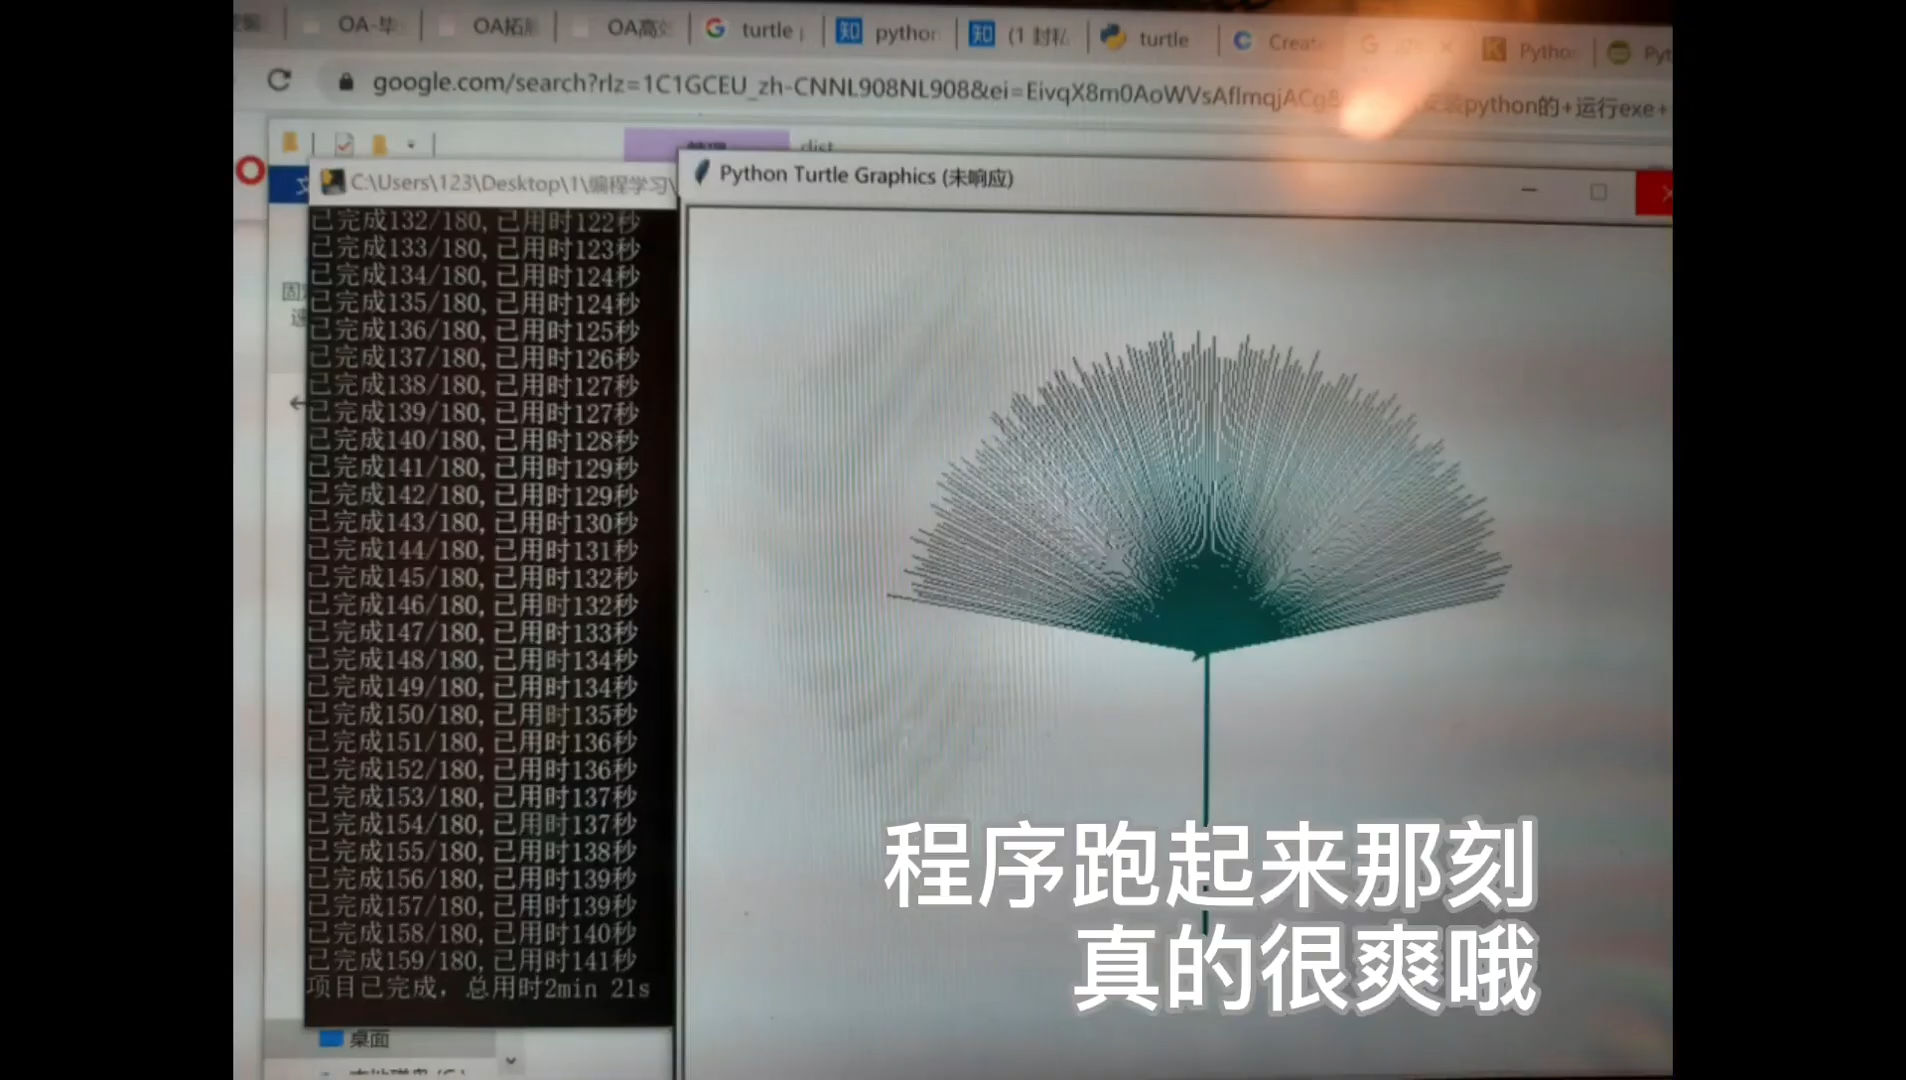 OA-毕
OA拓
OA高效
turtle
python
(1 封私
turtle
Create
Python
google.com/search?rlz=1C1GCEU_zh-CNNL908NL908&ei=EivqX8m0AoWVsAflmqjACg8
python的+运行exe+
dist
C:\Users\123\Desktop\1\编程学习\
Python Turtle Graphics (未响应)
已完成132/180,已用时122秒
已完成133/180,已用时123秒
已完成134/180,已用时124秒
已完成135/180,已用时124秒
已完成136/180,已用时125秒
已完成137/180,已用时126秒
已完成138/180,已用时127秒
已完成139/180,已用时127秒
已完成140/180,已用时128秒
已完成141/180,已用时129秒
已完成142/180,已用时129秒
已完成143/180,已用时130秒
已完成144/180,已用时131秒
已完成145/180,已用时132秒
已完成146/180,已用时132秒
已完成147/180,已用时133秒
已完成148/180,已用时134秒
已完成149/180,已用时134秒
已完成150/180,已用时135秒
已完成151/180,已用时136秒
已完成152/180,已用时136秒
已完成153/180,已用时137秒
已完成154/180,已用时137秒
已完成155/180,已用时138秒
已完成156/180,已用时139秒
已完成157/180,已用时139秒
已完成158/180,已用时140秒
已完成159/180,已用时141秒
项目已完成，总用时2min 21s
桌面
程序跑起来那刻
真的很爽哦